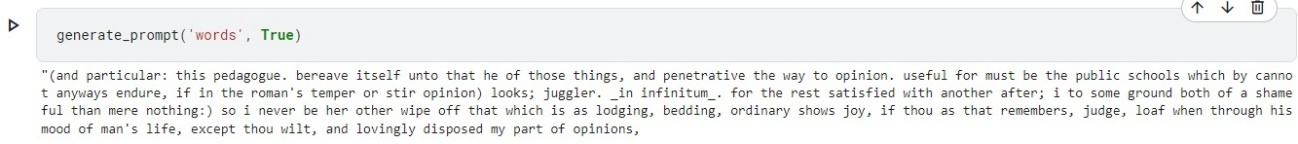 generate_prompt('words', True)
"(and particular: this pedagogue. bereave itself unto that he of those things, and penetrative the way to opinion. useful for must be the public schools which by canno
t anyways endure, if in the roman's temper or stir opinion) looks; juggler. _in infinitum_. for the rest satisfied with another after; i to some ground both of a shame
ful than mere nothing:) so i never be her other wipe off that which is as lodging, bedding, ordinary shows joy, if thou as that remembers, judge, loaf when through his
mood of man's life, except thou wilt, and lovingly disposed my part of opinions,